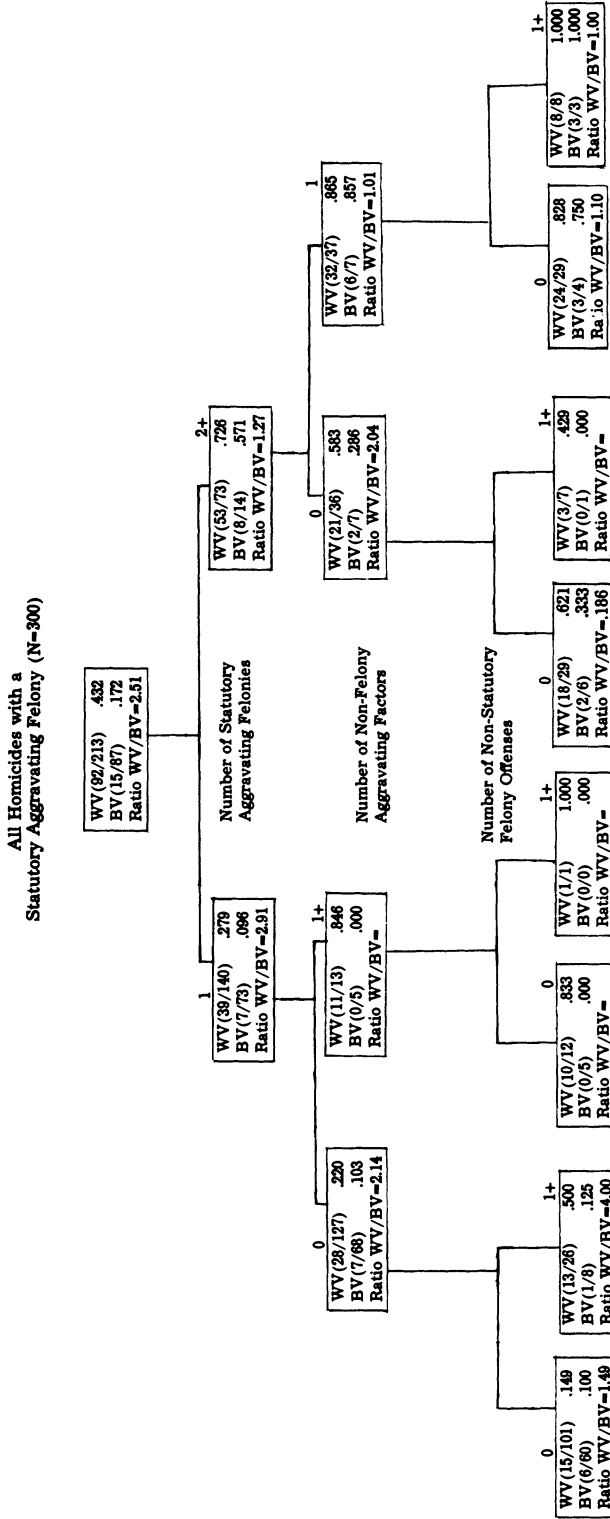 All Homicides with a
Statutory Aggravating Felony (N=300)
WV(92/213) .432
BV(15/87) .172
Ratio WV/BV=2.51
Number of Statutory
Aggravating Felonies
1
WV(39/140) .279
BV(7/73) .096
Ratio WV/BV=2.91
2+
WV(53/73) .726
BV(8/14) .571
Ratio WV/BV=1.27
Number of Non-Felony
Aggravating Factors
0
WV(28/127) .220
BV(7/68) .103
Ratio WV/BV=2.14
1+
WV(11/13) .846
BV(0/5) .000
Ratio WV/BV=
0
WV(21/36) .583
BV(2/7) .286
Ratio WV/BV=2.04
1
WV(32/37) .865
BV(6/7) .857
Ratio WV/BV=1.01
Number of Non-Statutory
Felony Offenses
0
WV(15/101) .149
BV(6/60) .100
Ratio WV/BV=1.49
1+
WV(13/26) .500
BV(1/8) .125
Ratio WV/BV=4.00
0
WV(10/12) .833
BV(0/5) .000
Ratio WV/BV=
1+
WV(1/1) 1.000
BV(0/0) .000
Ratio WV/BV=
0
WV(18/29) .621
BV(2/6) .333
Ratio WV/BV=.186
1+
WV(3/7) .429
BV(0/1) .000
Ratio WV/BV=
0
WV(24/29) .828
BV(3/4) .750
Ratio WV/BV=1.10
1+
WV(8/8) 1.000
BV(3/3) 1.000
Ratio WV/BV=1.00